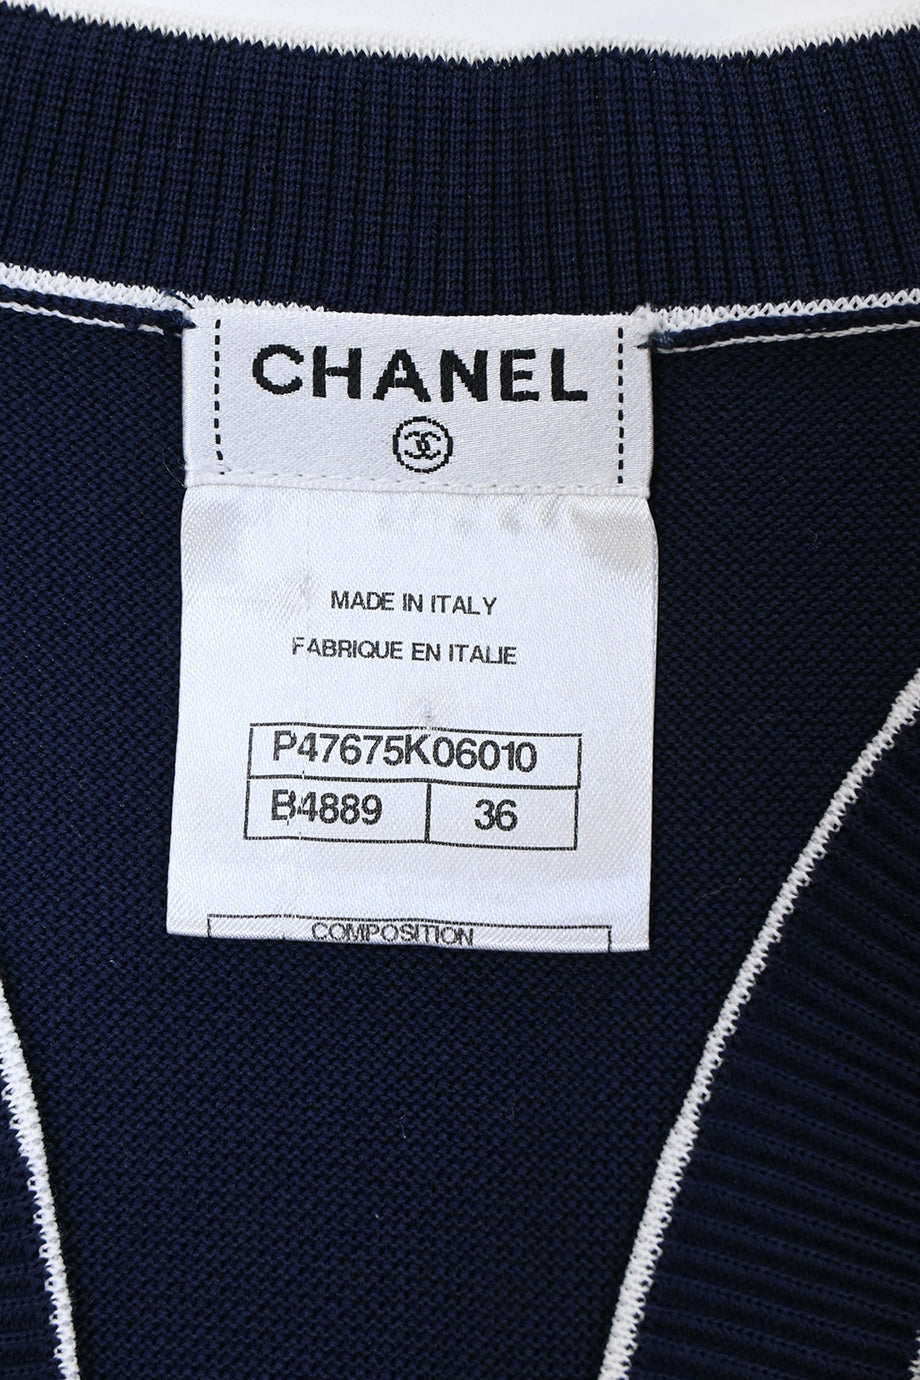 CHANEL
MADE IN ITALY
FABRIQUE EN ITALIE
P47675K06010
B4889 36
COMPOSITION